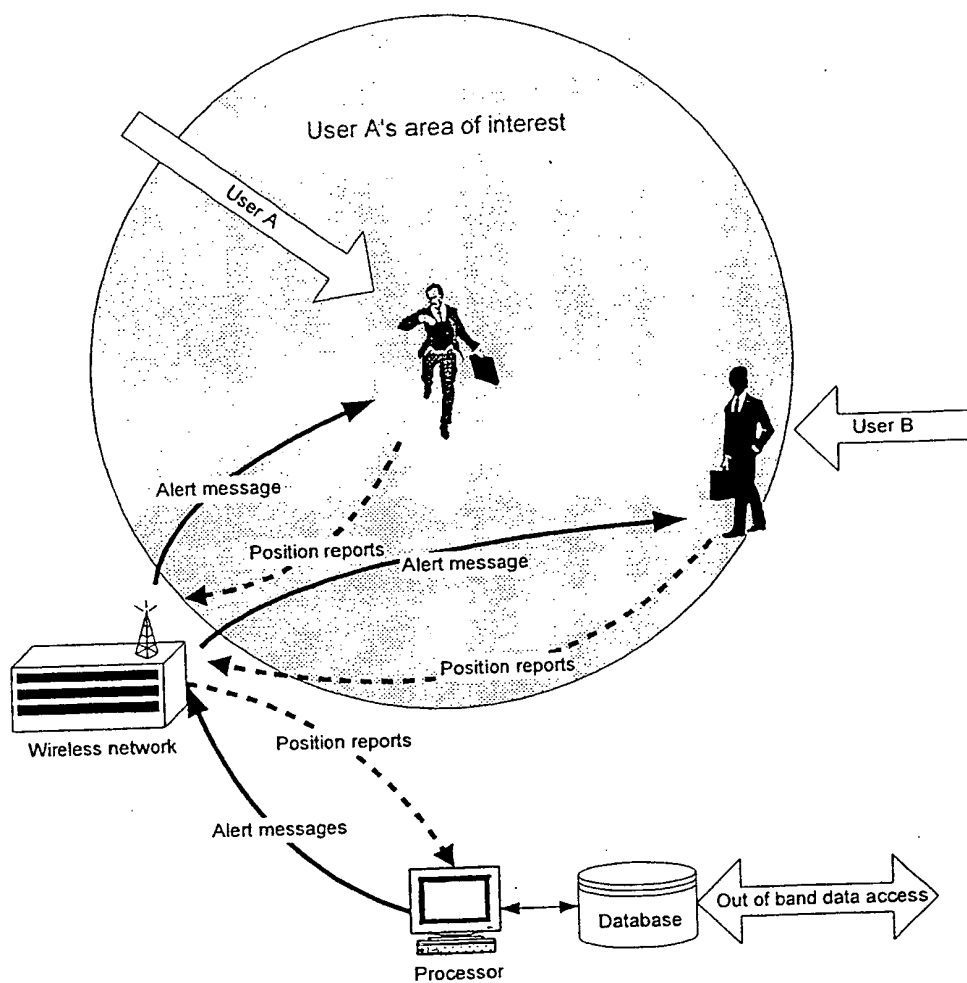 User A's area of interest
User A
User B
Alert message
Position reports
Alert message
Position reports
Wireless network
Position reports
Alert messages
Out of band data access
Database
Processor